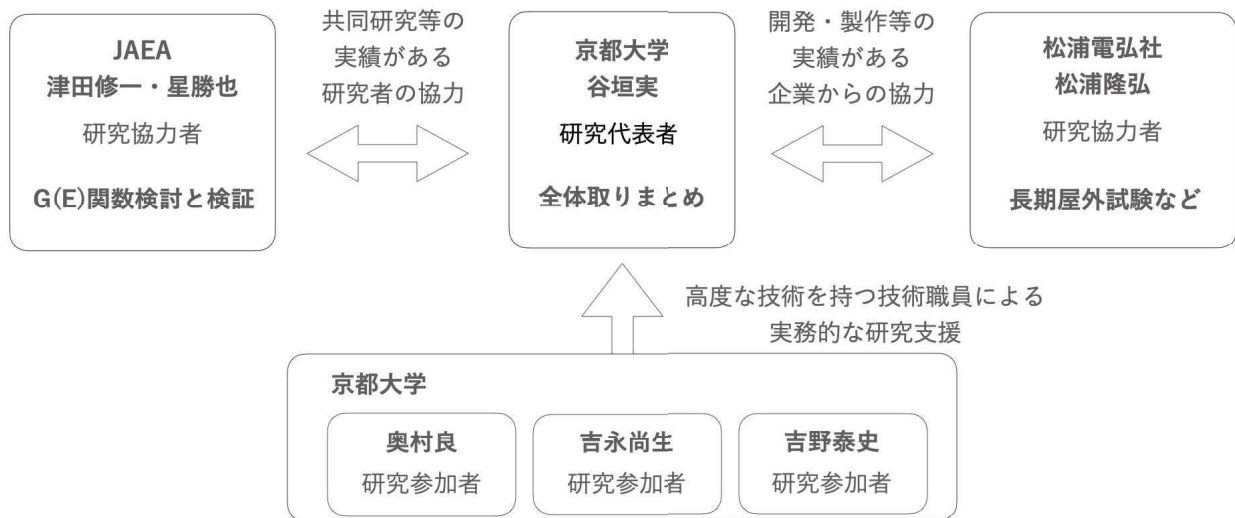 JAEA
津田修一・星勝也
研究協力者
G(E)関数検討と検証
共同研究等の
実績がある
研究者の協力
京都大学
谷垣実
研究代表者
全体取りまとめ
開発・製作等の
実績がある
企業からの協力
松浦電弘社
松浦隆弘
研究協力者
長期屋外試験など
高度な技術を持つ技術職員による
実務的な研究支援
京都大学
奥村良
研究参加者
吉永尚生
研究参加者
吉野泰史
研究参加者